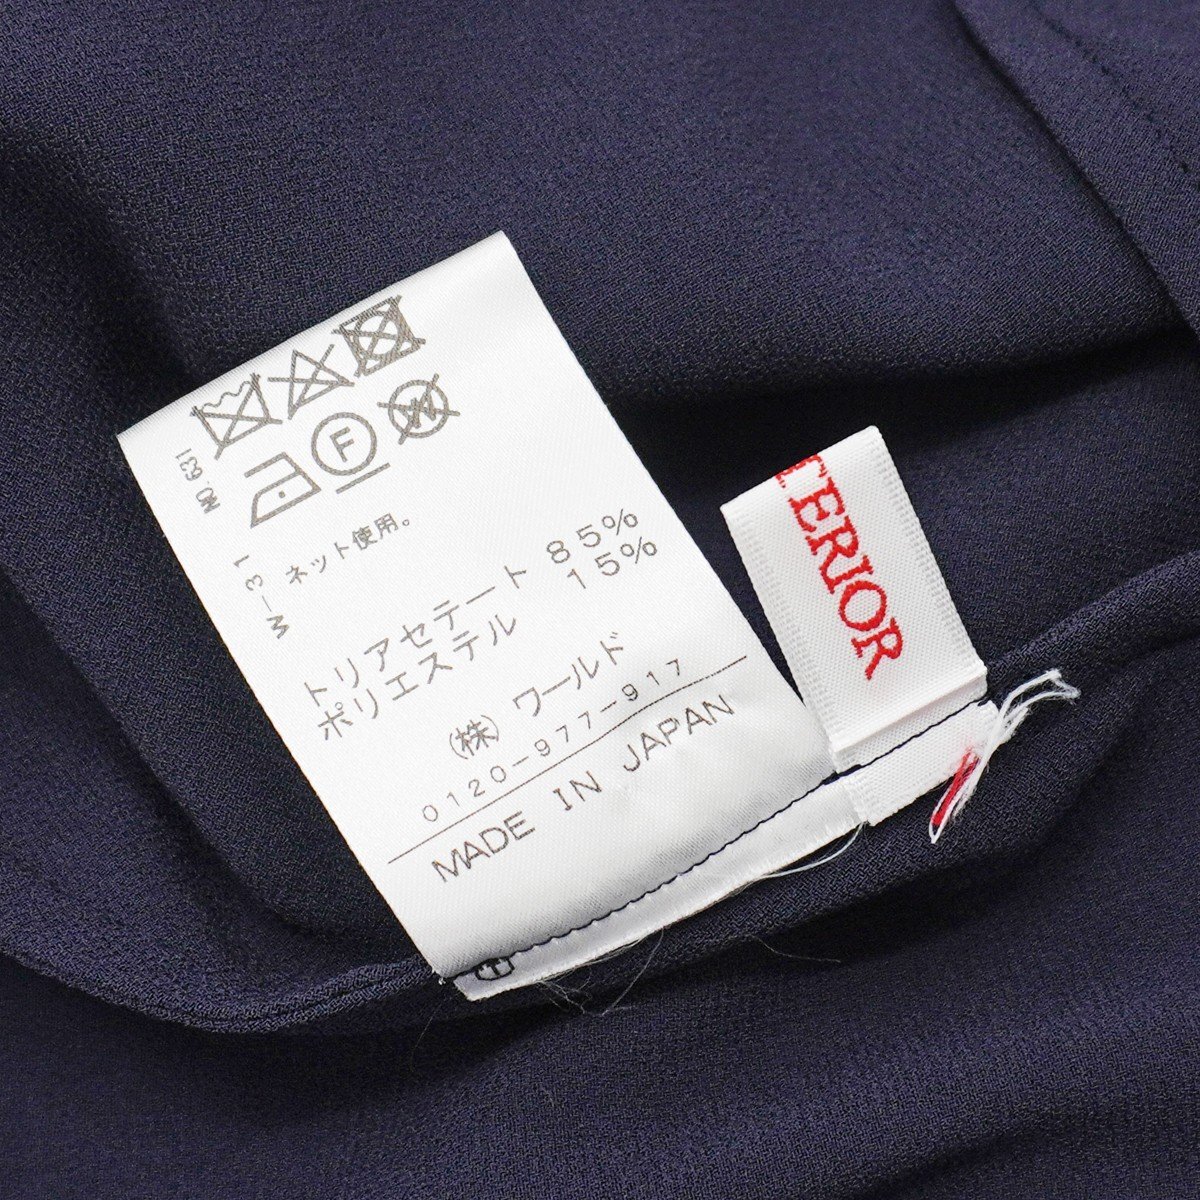 NO.631
F
W
W-31
ネット使用。
トリアセテート 85%
ポリエステル 15%
(株) ワールド
0120-977-917
MADE IN JAPAN
TERIOR